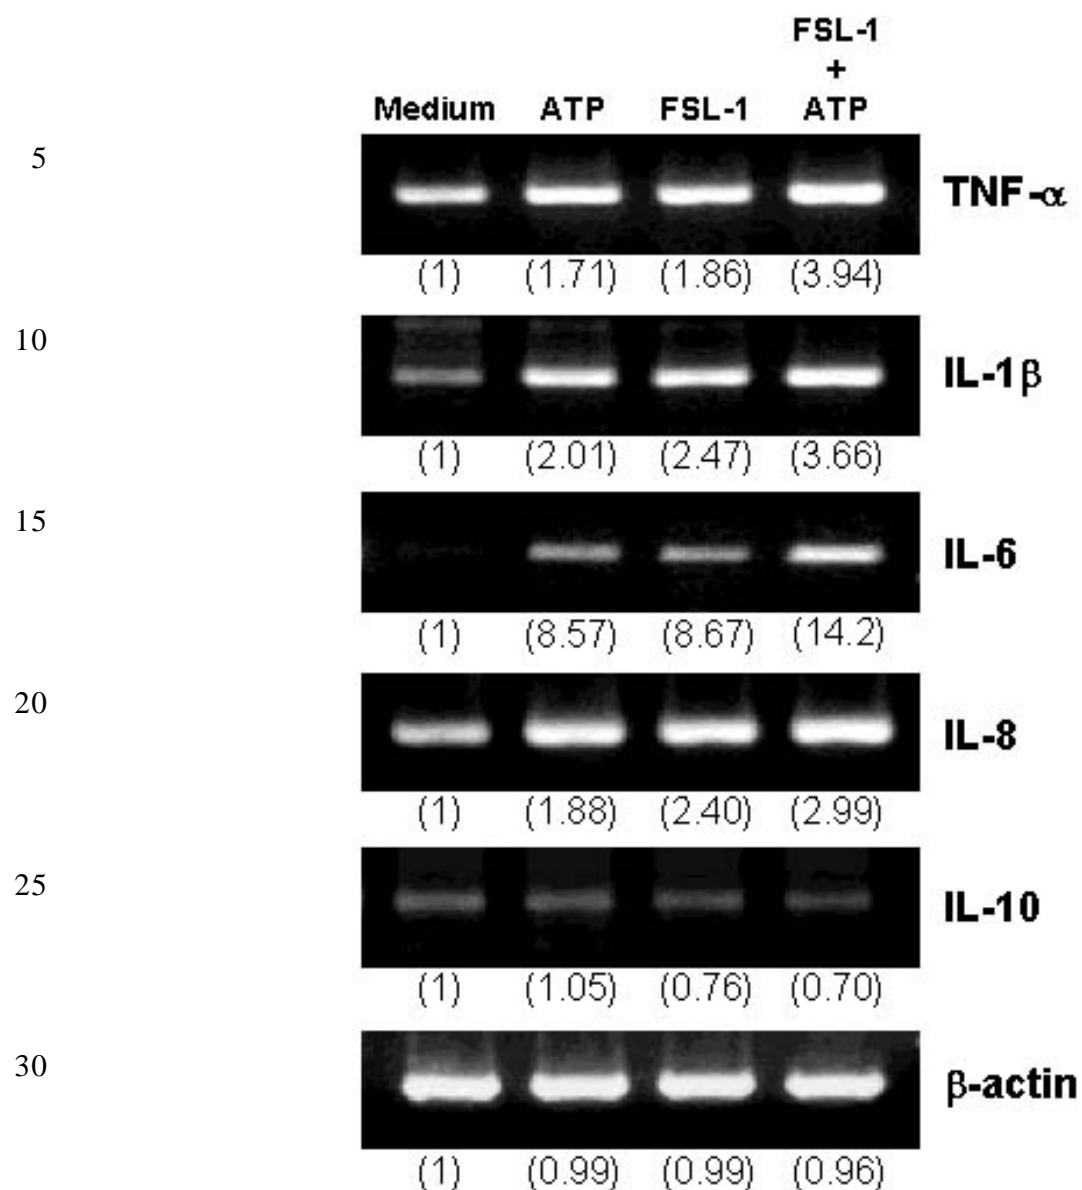 FSL-1
+
Medium ATP FSL-1 ATP
5
TNF-α
(1) (1.71) (1.86) (3.94)
10
IL-1β
(1) (2.01) (2.47) (3.66)
15
IL-6
(1) (8.57) (8.67) (14.2)
20
IL-8
(1) (1.88) (2.40) (2.99)
25
IL-10
(1) (1.05) (0.76) (0.70)
30
β-actin
(1) (0.99) (0.99) (0.96)